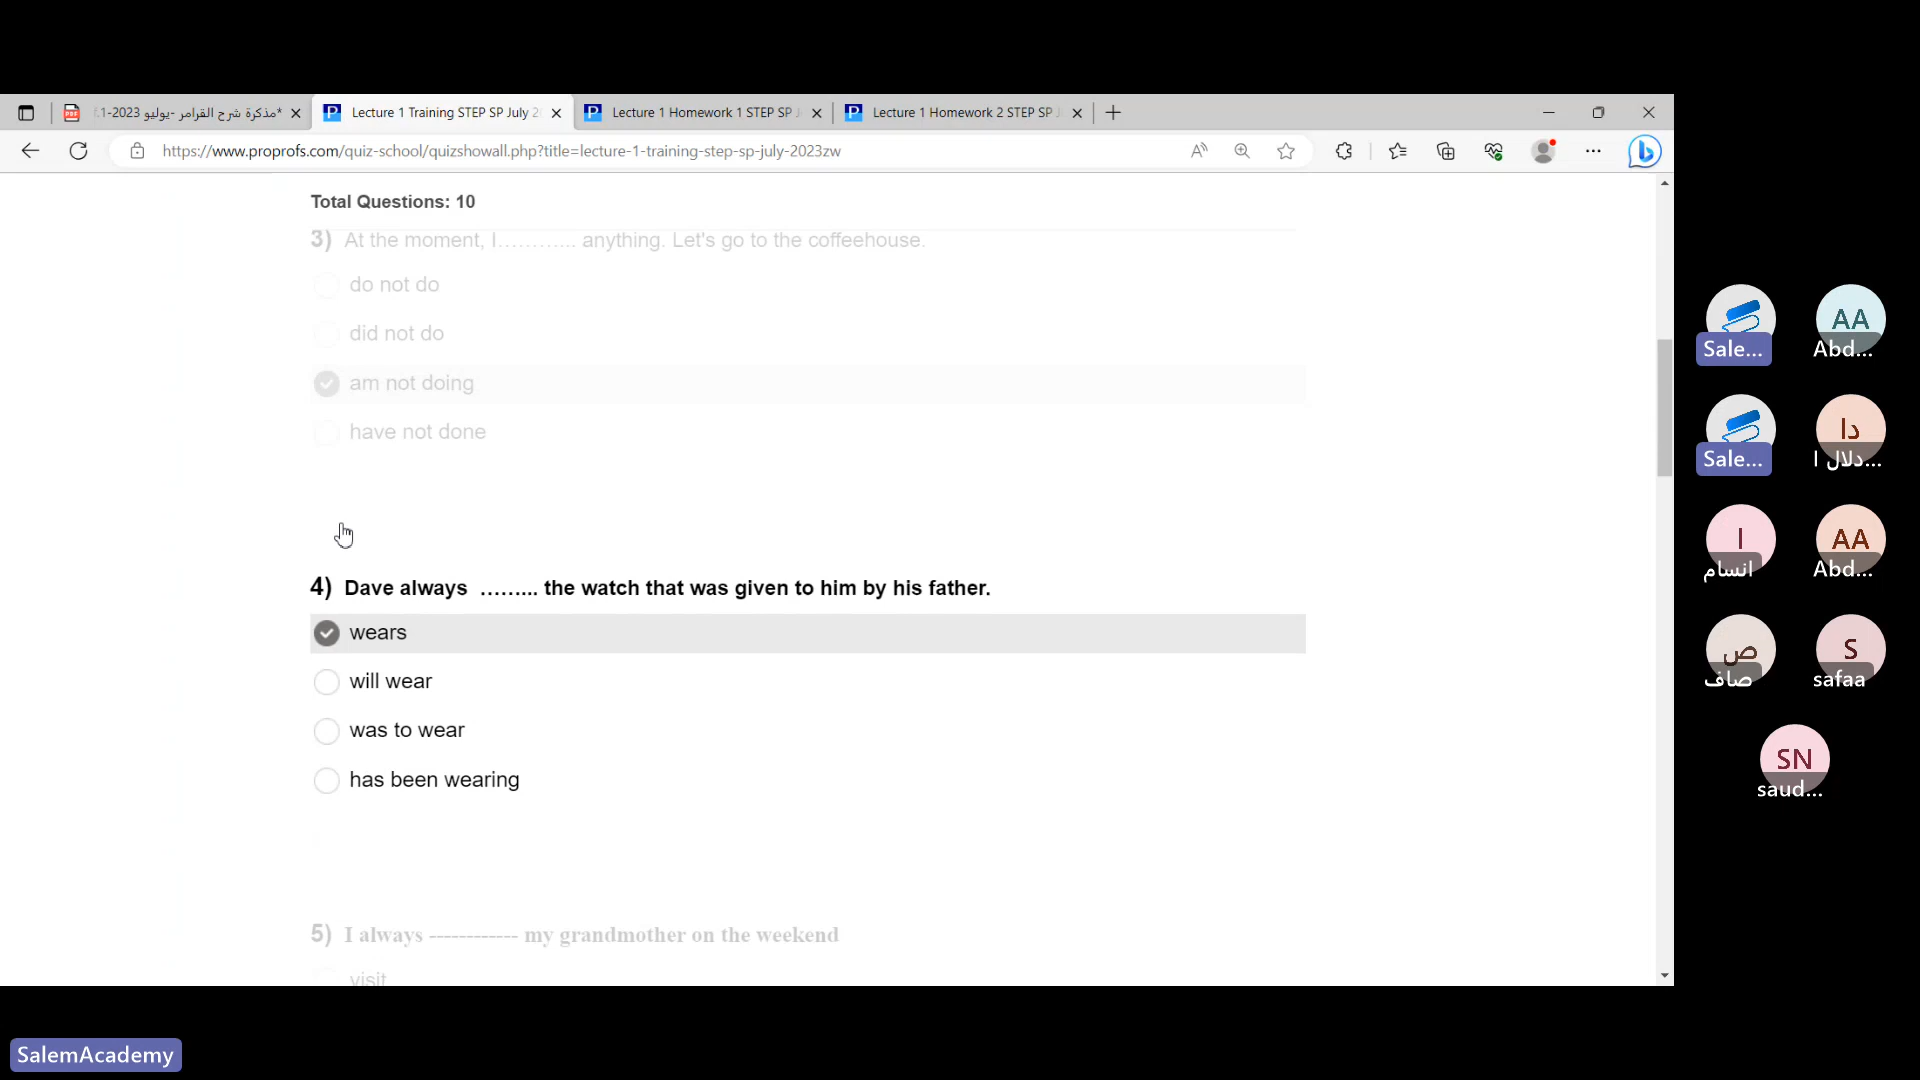 *مذكرة شرح القرامر -يوليو 2023-1.
Lecture 1 Training STEP SP July 2
Lecture 1 Homework 1 STEP SP J
Lecture 1 Homework 2 STEP SP J
https://www.proprofs.com/quiz-school/quizshowall.php?title=lecture-1-training-step-sp-july-2023zw
Total Questions: 10
3) At the moment, I……….... anything. Let's go to the coffeehouse.
do not do
did not do
am not doing
have not done
4) Dave always ……... the watch that was given to him by his father.
wears
will wear
was to wear
has been wearing
5) I always ------------ my grandmother on the weekend
visit
Sale...
AA
Abd...
Sale...
دا
دلال ا...
ا
انسام
AA
Abd...
ص
صاف
S
safaa
SN
saud...
SalemAcademy